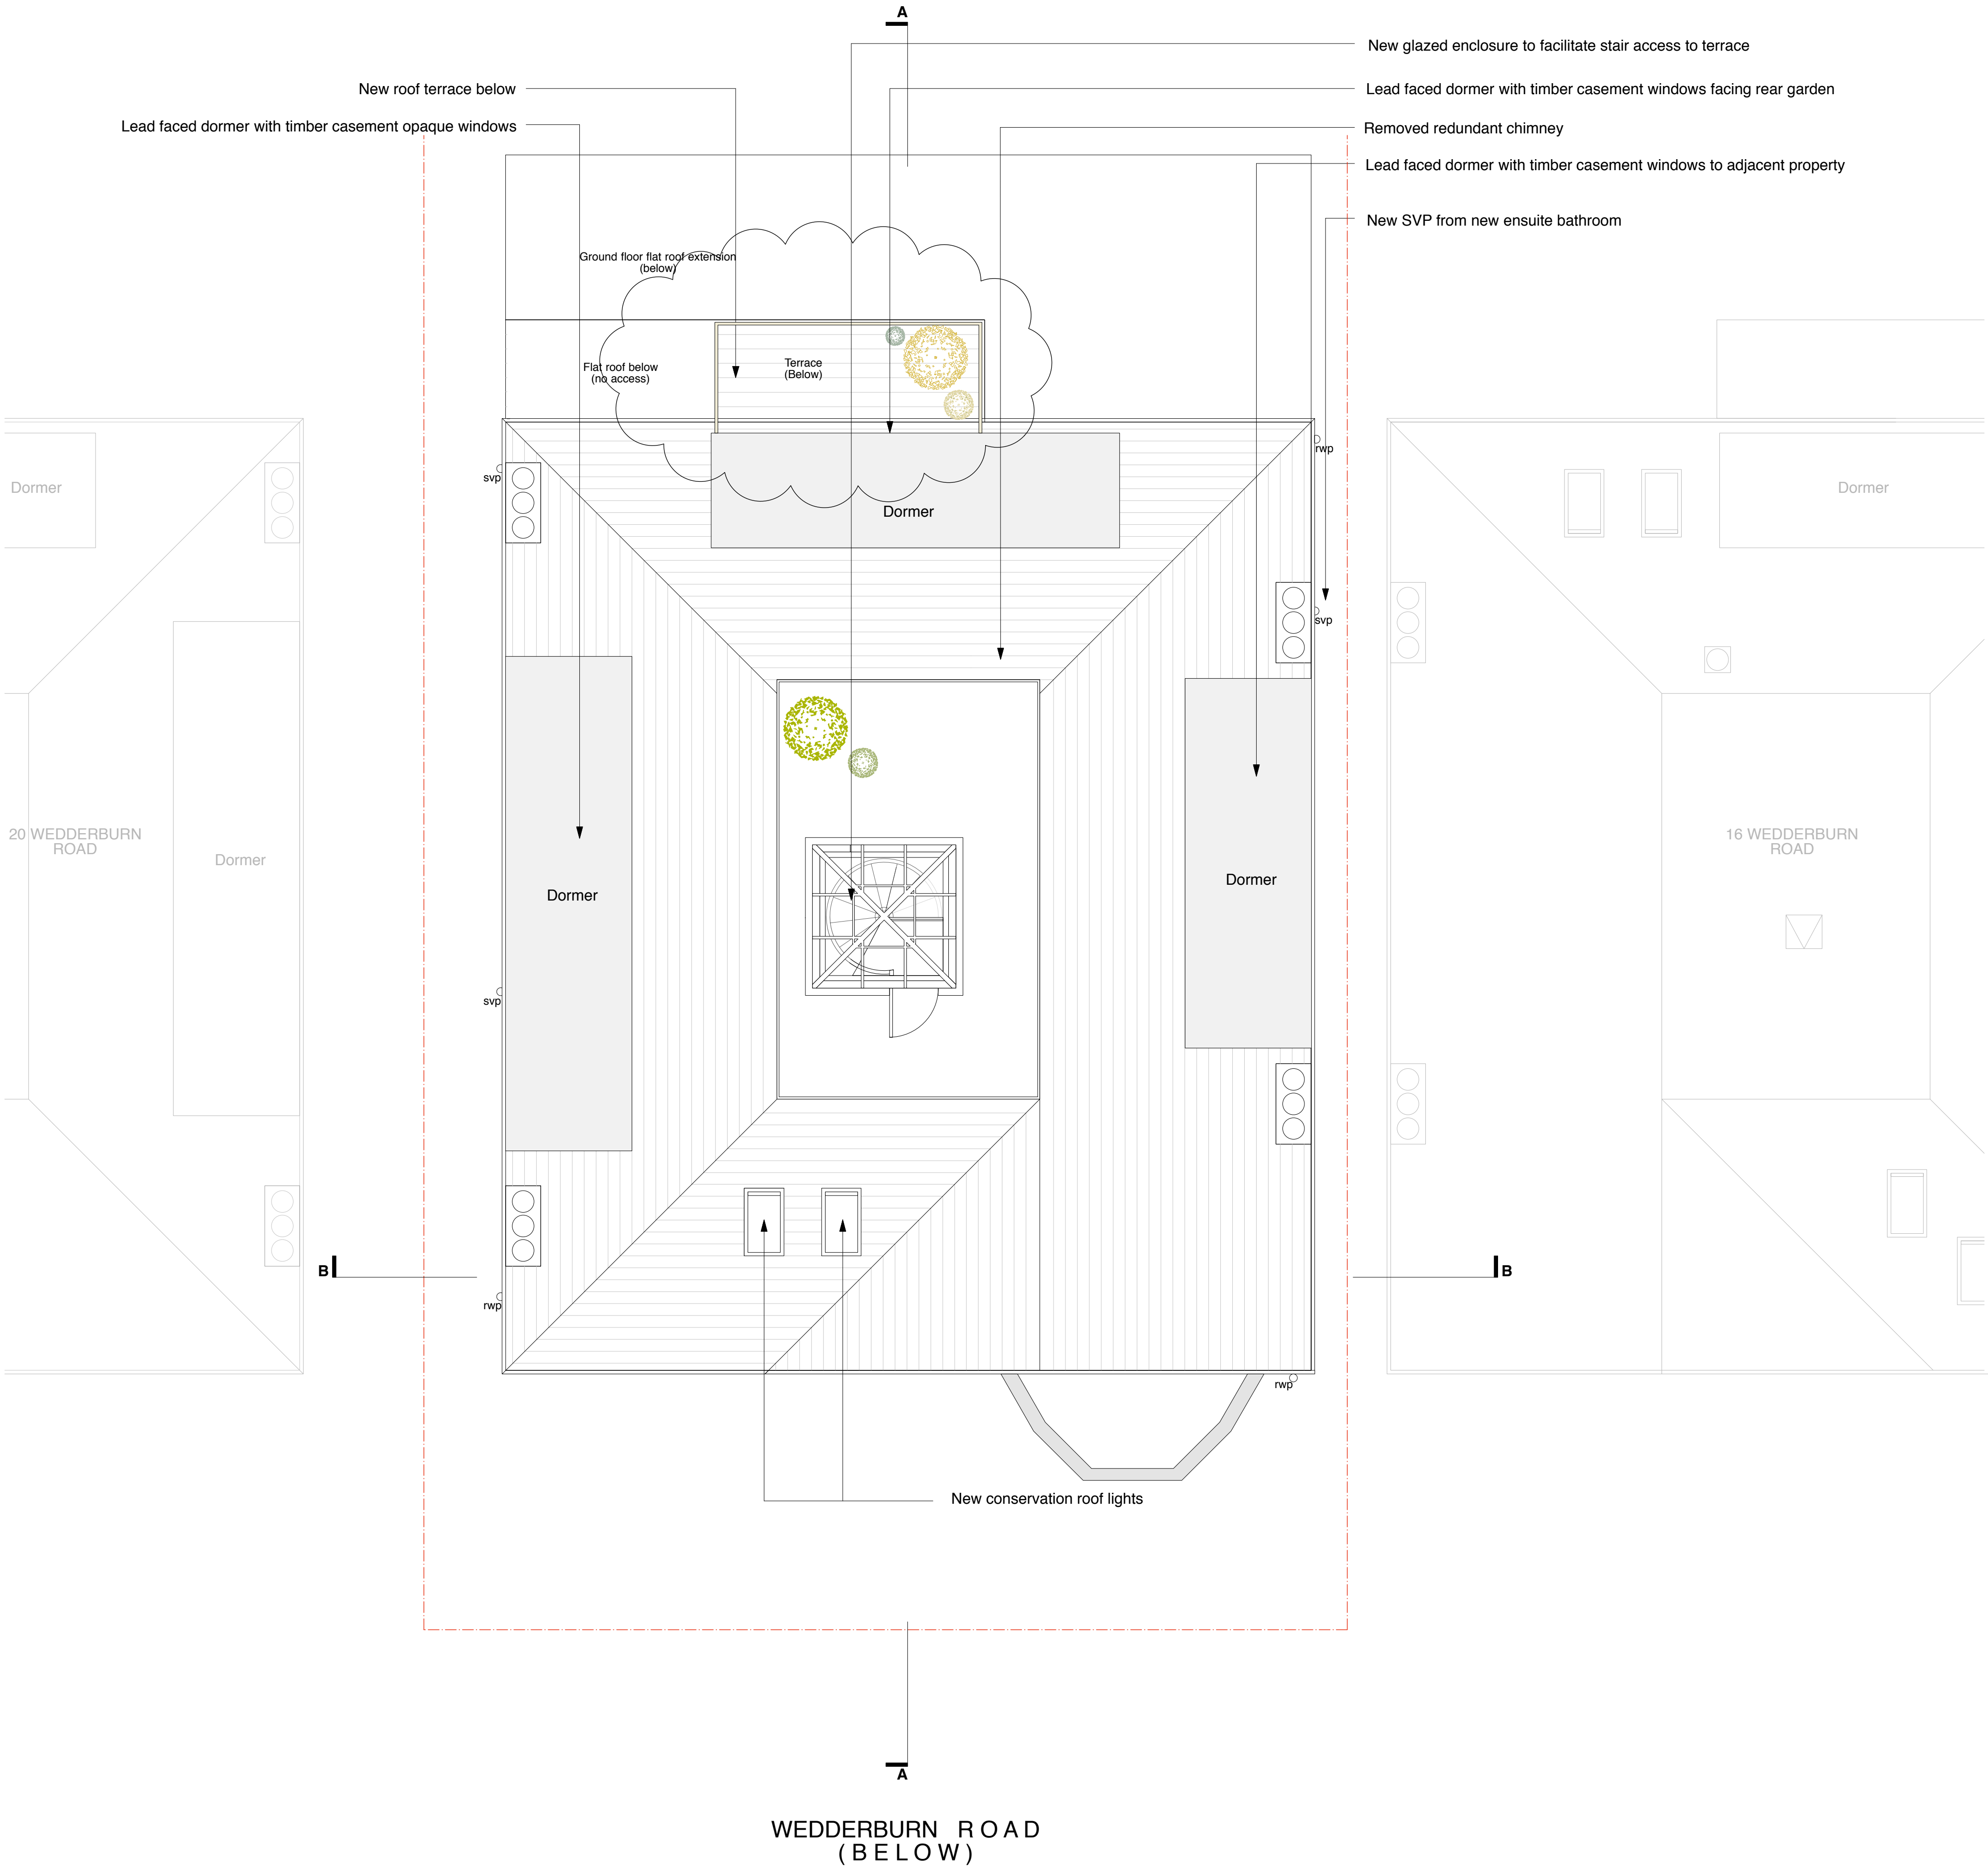 A
New glazed enclosure to facilitate stair access to terrace
New roof terrace below
Lead faced dormer with timber casement windows facing rear garden
Lead faced dormer with timber casement opaque windows
Removed redundant chimney
Lead faced dormer with timber casement windows to adjacent property
New SVP from new ensuite bathroom
Ground floor flat roof extension
(below)
Flat roof below
(no access)
Terrace
(Below)
rwp
svp
Dormer
Dormer
Dormer
svp
20 WEDDERBURN
ROAD
Dormer
Dormer
Dormer
16 WEDDERBURN
ROAD
svp
B
B
rwp
rwp
New conservation roof lights
A
WEDDERBURN ROAD
(BELOW)